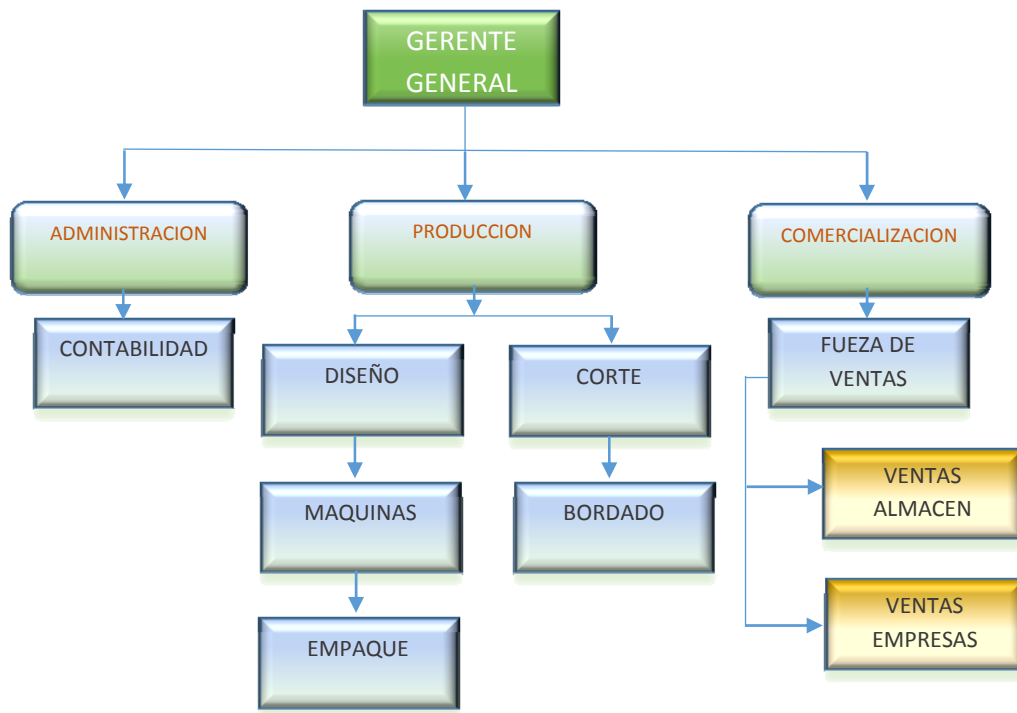 GERENTE
GENERAL
ADMINISTRACION
PRODUCCION
COMERCIALIZACION
CONTABILIDAD
DISEÑO
CORTE
FUEZA DE
VENTAS
MAQUINAS
BORDADO
VENTAS
ALMACEN
EMPAQUE
VENTAS
EMPRESAS